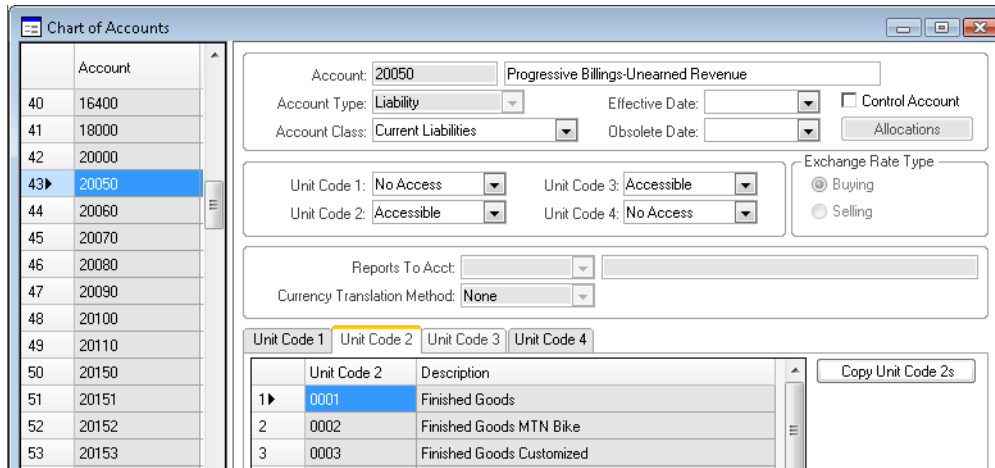 Chart of Accounts
Account
40 16400
41 18000
42 20000
43 20050
44 20060
45 20070
46 20080
47 20090
48 20100
49 20110
50 20150
51 20151
52 20152
53 20153
Account: 20050 Progressive Billings-Unearned Revenue
Account Type: Liability Effective Date: Control Account
Account Class: Current Liabilities Obsolete Date: Allocations
Unit Code 1: No Access Unit Code 3: Accessible
Unit Code 2: Accessible Unit Code 4: No Access
Exchange Rate Type
Buying
Selling
Reports To Acct:
Currency Translation Method: None
Unit Code 1 Unit Code 2 Unit Code 3 Unit Code 4
Unit Code 2 Description
1 0001 Finished Goods
2 0002 Finished Goods MTN Bike
3 0003 Finished Goods Customized
Copy Unit Code 2s